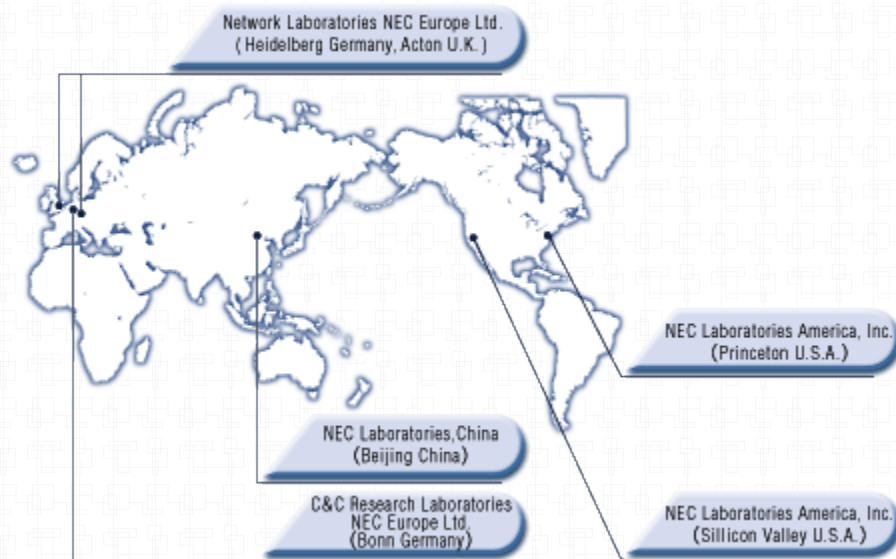 Network Laboratories NEC Europe Ltd.
(Heidelberg Germany, Acton U.K.)
NEC Laboratories America, Inc.
(Princeton U.S.A.)
NEC Laboratories,China
(Beijing China)
C&C Research Laboratories
NEC Europe Ltd,
(Bonn Germany)
NEC Laboratories America, Inc.
(Sillicon Valley U.S.A.)